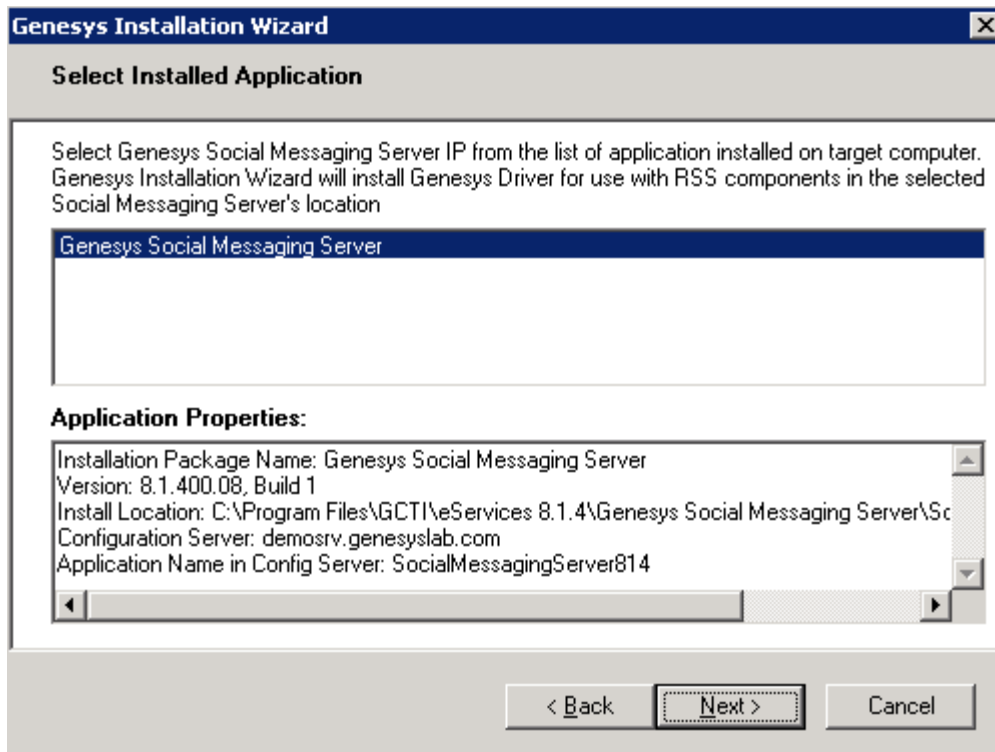 Genesys Installation Wizard
Select Installed Application
Select Genesys Social Messaging Server IP from the list of application installed on target computer.
Genesys Installation Wizard will install Genesys Driver for use with RSS components in the selected
Social Messaging Server's location
Genesys Social Messaging Server
Application Properties:
Installation Package Name: Genesys Social Messaging Server
Version: 8.1.400.08, Build 1
Install Location: C:\Program Files\GCTI\eServices 8.1.4\Genesys Social Messaging Server\Sc
Configuration Server: demosrv.genesyslab.com
Application Name in Config Server: SocialMessagingServer814
< Back
Next >
Cancel